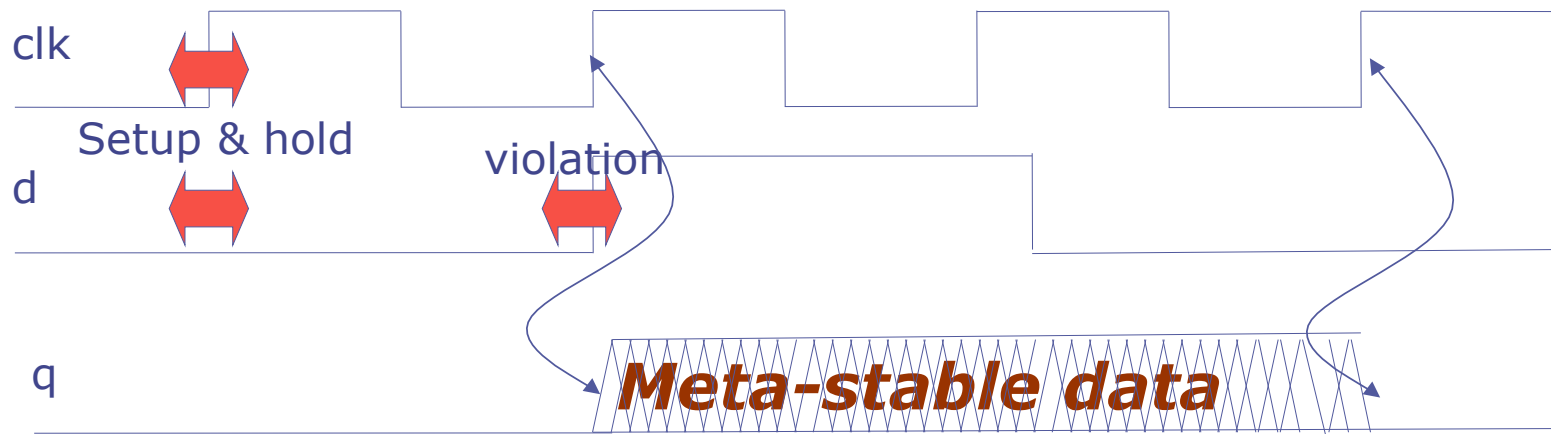 clk
Setup & hold
violation
d
q
Meta-stable data